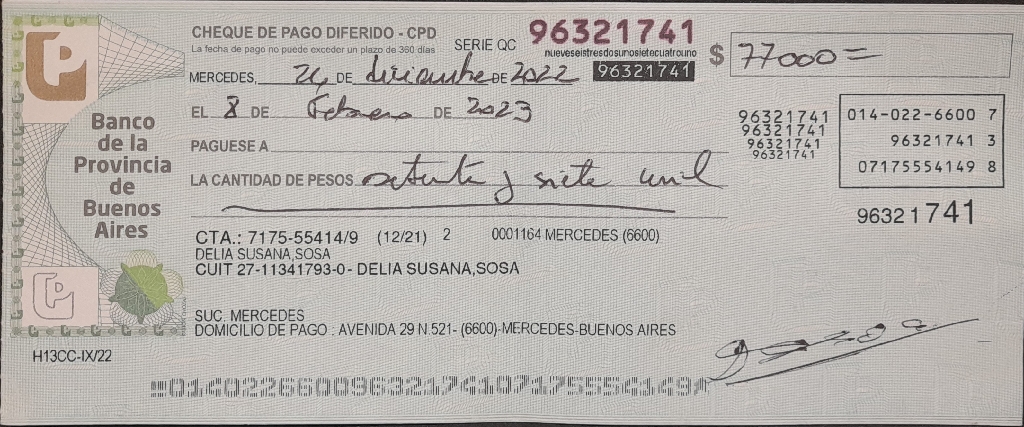 CHEQUE DE PAGO DIFERIDO - CPD
La fecha de pago no puede exceder un plazo de 360 días
SERIE QC 96321741
nueveseistresdosunosietecuatrouno
96321741
$ 77000=
MERCEDES, 26 DE diciembre DE 2022
EL 8 DE Febrero DE 2023
PAGUESE A
LA CANTIDAD DE PESOS setenta y siete mil
Banco
de la
Provincia
de
Buenos
Aires
96321741
96321741
96321741
96321741
014-022-6600 7
96321741 3
07175554149 8
96321741
CTA.: 7175-55414/9 (12/21) 2 0001164 MERCEDES (6600)
DELIA SUSANA,SOSA
CUIT 27-11341793-0- DELIA SUSANA,SOSA
SUC. MERCEDES
DOMICILIO DE PAGO : AVENIDA 29 N.521- (6600)-MERCEDES-BUENOS AIRES
H13CC-IX/22
01402266009632174107175554149